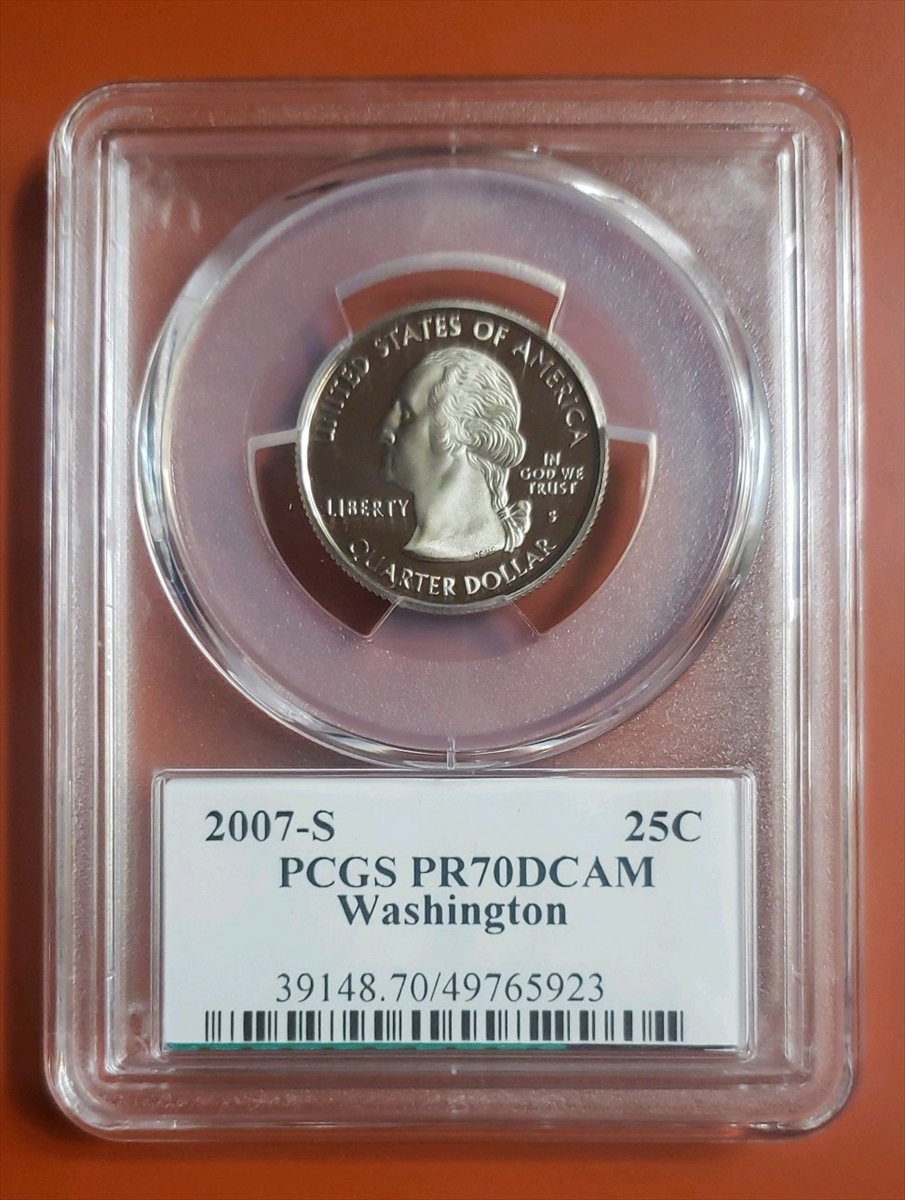 UNITED STATES OF AMERICA
LIBERTY
IN
GOD WE
TRUST
S
QUARTER DOLLAR
2007-S 25C
PCGS PR70DCAM
Washington
39148.70/49765923